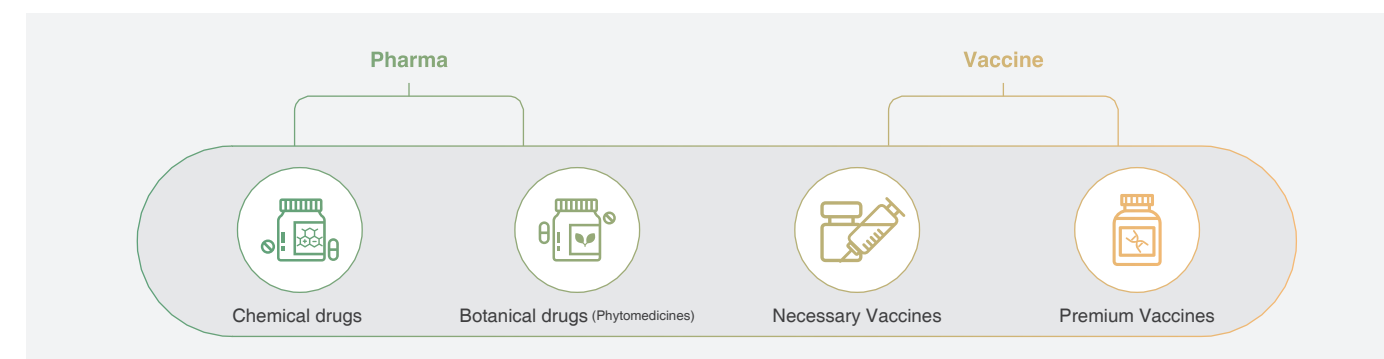 Pharma
Vaccine
Chemical drugs
Botanical drugs (Phytomedicines)
Necessary Vaccines
Premium Vaccines